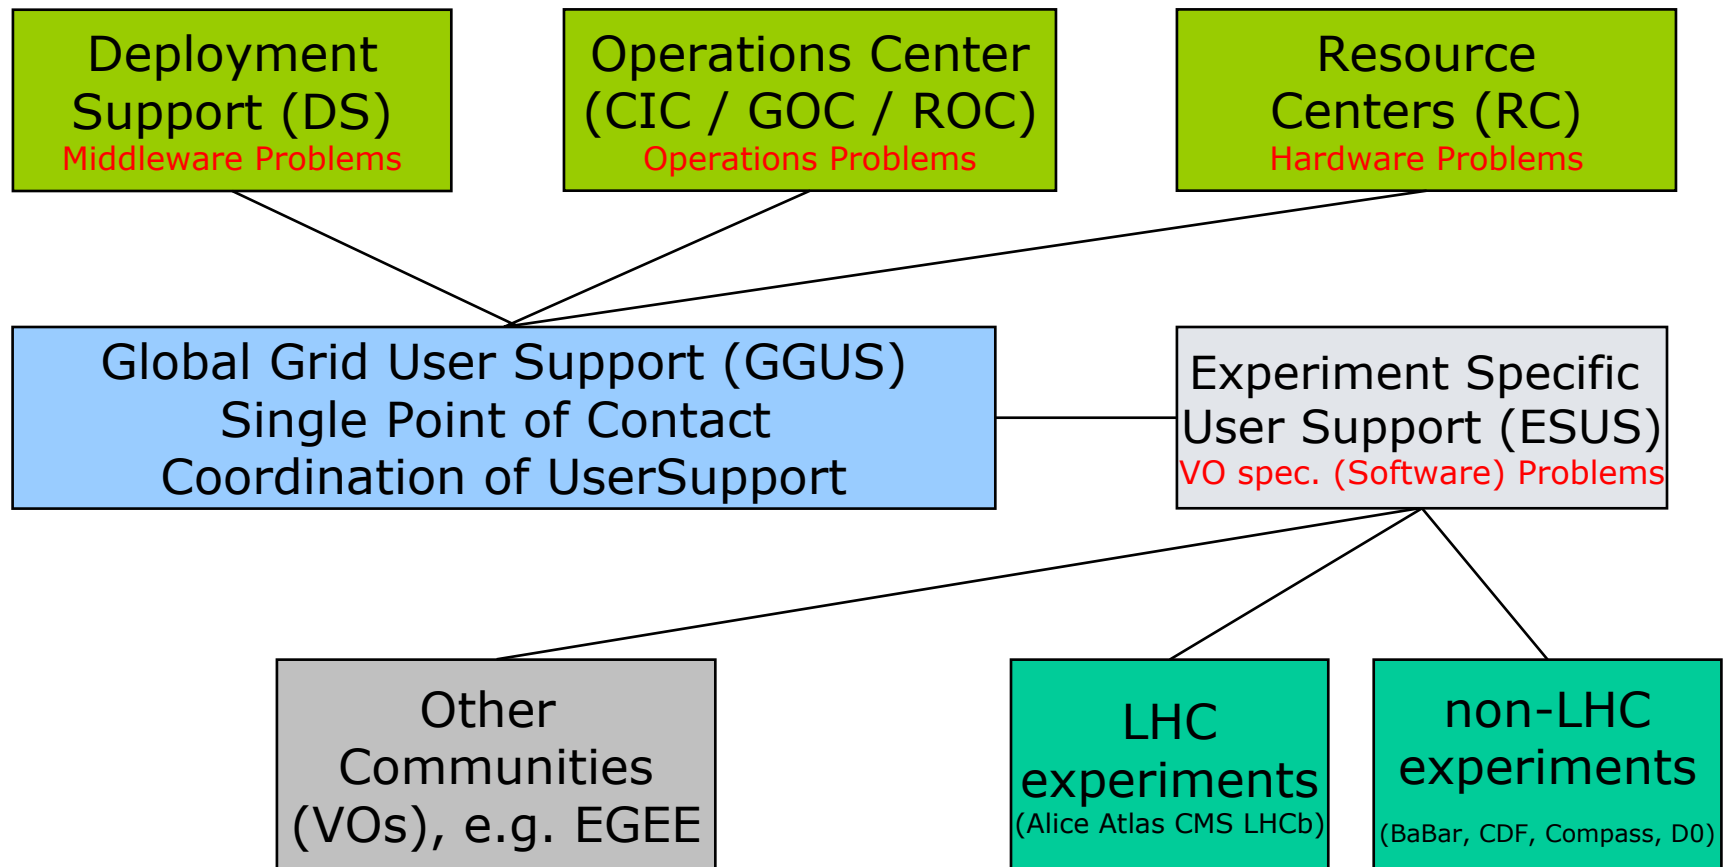 Deployment
Support (DS)
Middleware Problems
Operations Center
(CIC / GOC / ROC)
Operations Problems
Resource
Centers (RC)
Hardware Problems
Global Grid User Support (GGUS)
Single Point of Contact
Coordination of UserSupport
Experiment Specific
User Support (ESUS)
VO spec. (Software) Problems
Other
Communities
(VOs), e.g. EGEE
LHC
experiments
(Alice Atlas CMS LHCb)
non-LHC
experiments
(BaBar, CDF, Compass, D0)